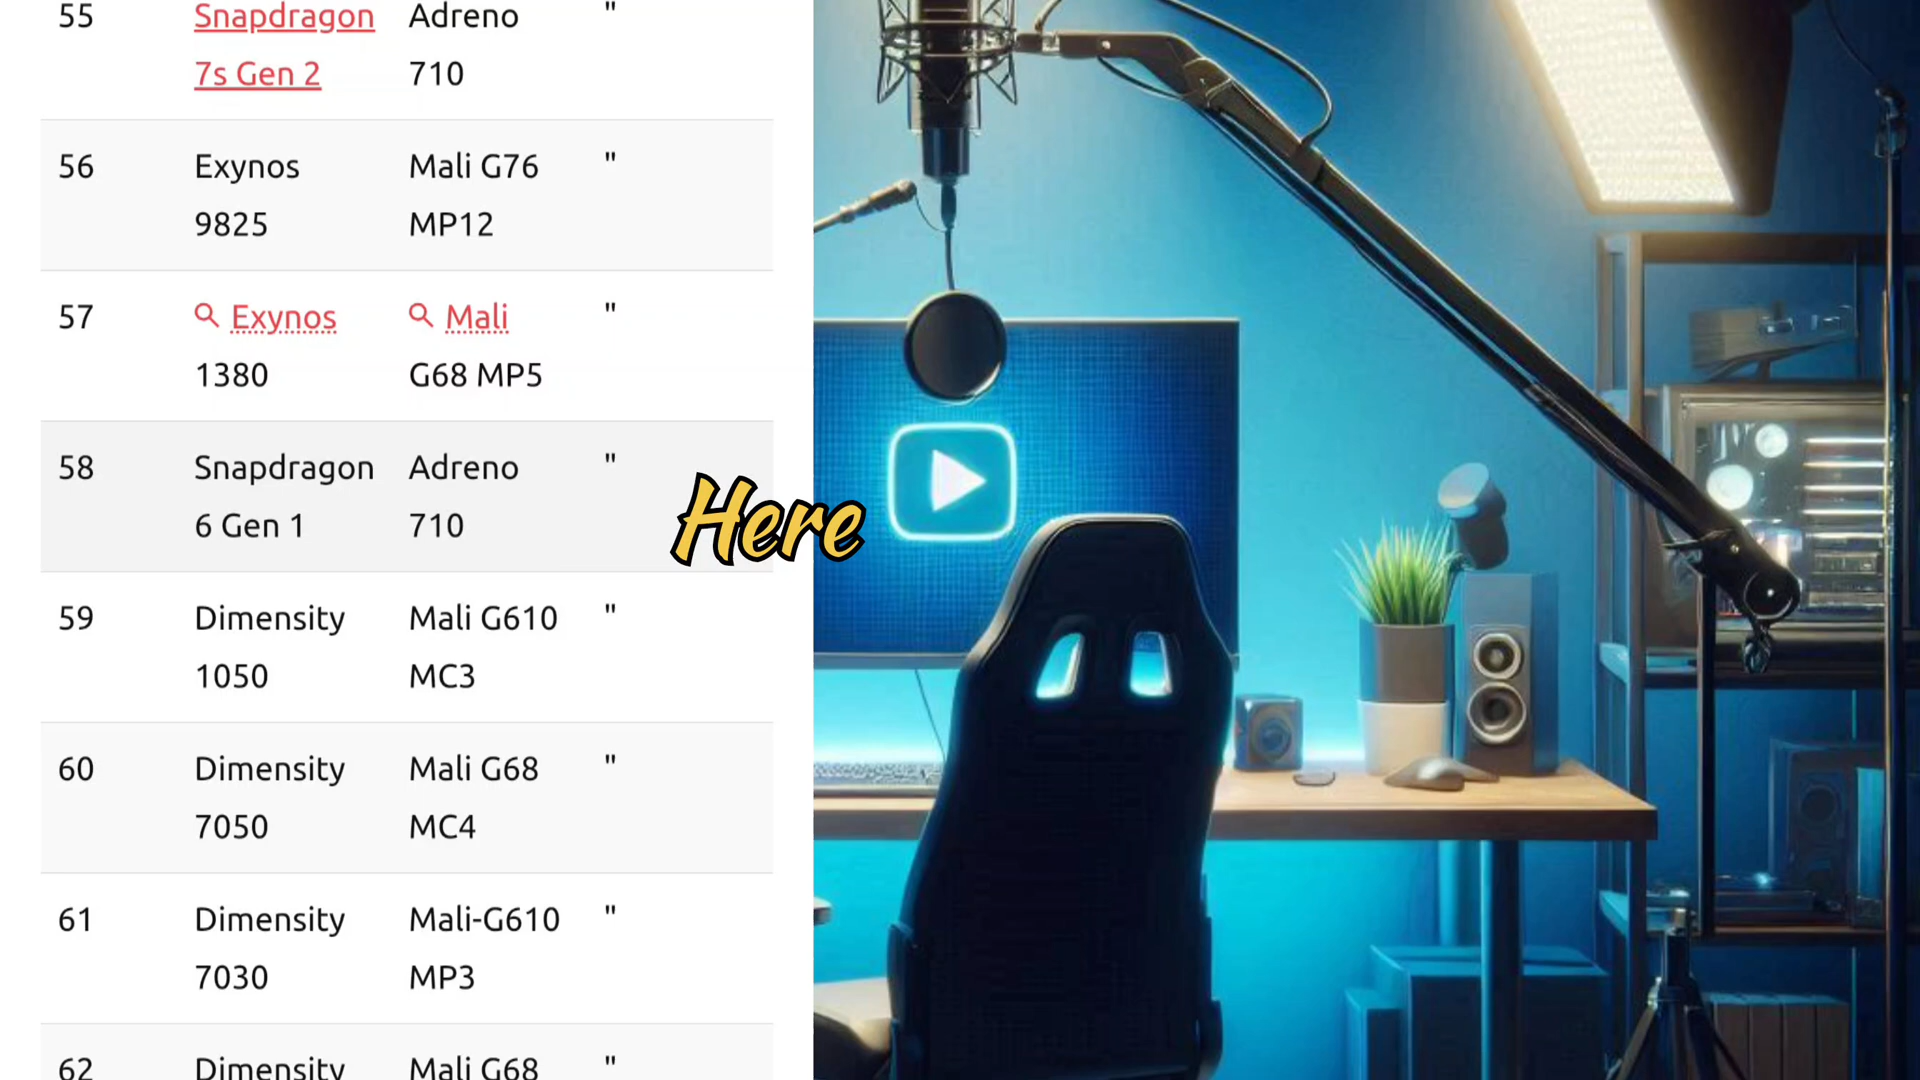 55 Snapdragon Adreno "
7s Gen 2 710
56 Exynos Mali G76 "
9825 MP12
57 Exynos Mali "
1380 G68 MP5
58 Snapdragon Adreno "
6 Gen 1 710
Here
59 Dimensity Mali G610 "
1050 MC3
60 Dimensity Mali G68 "
7050 MC4
61 Dimensity Mali-G610 "
7030 MP3
62 Dimensity Mali G68 "